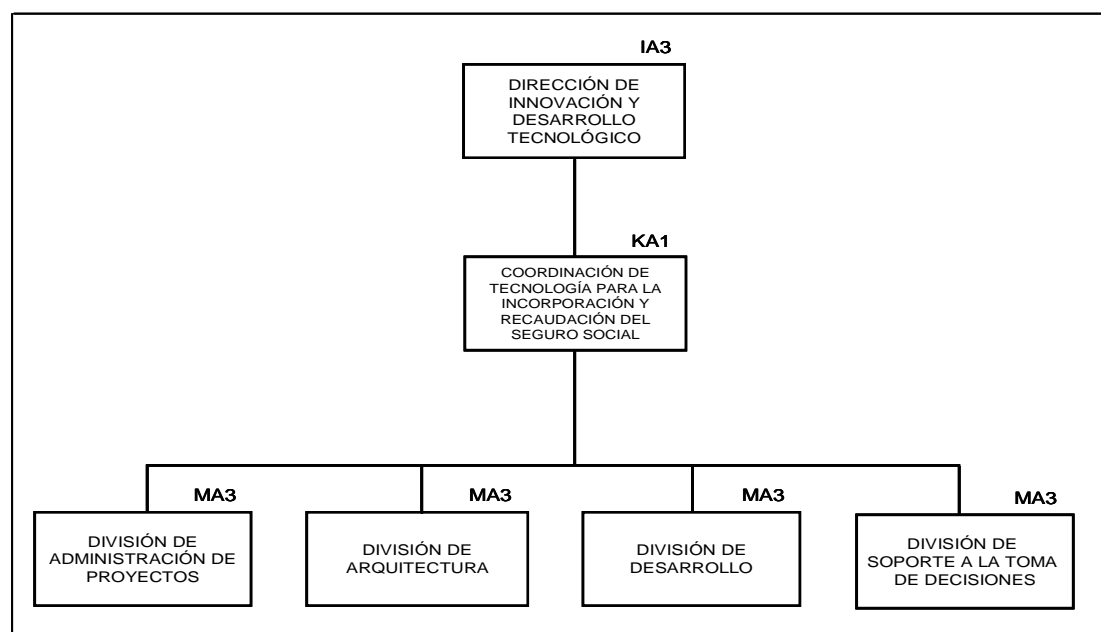 IA3
DIRECCIÓN DE
INNOVACIÓN Y
DESARROLLO
TECNOLÓGICO
KA1
COORDINACIÓN DE
TECNOLOGÍA PARA LA
INCORPORACIÓN Y
RECAUDACIÓN DEL
SEGURO SOCIAL
MA3
DIVISIÓN DE
ADMINISTRACIÓN DE
PROYECTOS
MA3
DIVISIÓN DE
ARQUITECTURA
MA3
DIVISIÓN DE
DESARROLLO
MA3
DIVISIÓN DE
SOPORTE A LA TOMA
DE DECISIONES